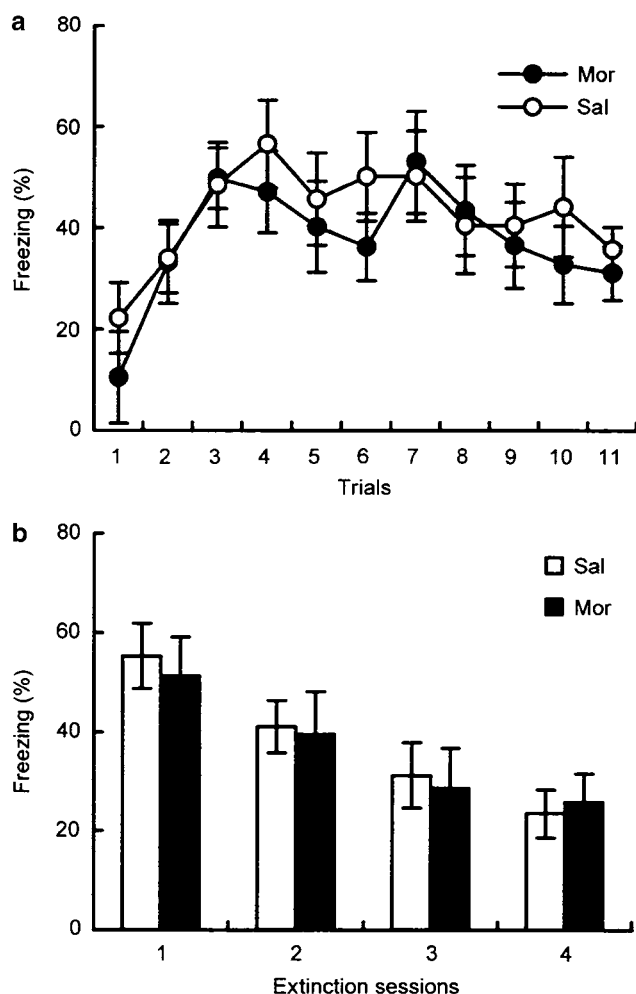 a
80
60
40
20
0
Freezing (%)
Mor
Sal
1 2 3 4 5 6 7 8 9 10 11
Trials
b
80
60
40
20
0
Freezing (%)
Sal
Mor
1 2 3 4
Extinction sessions